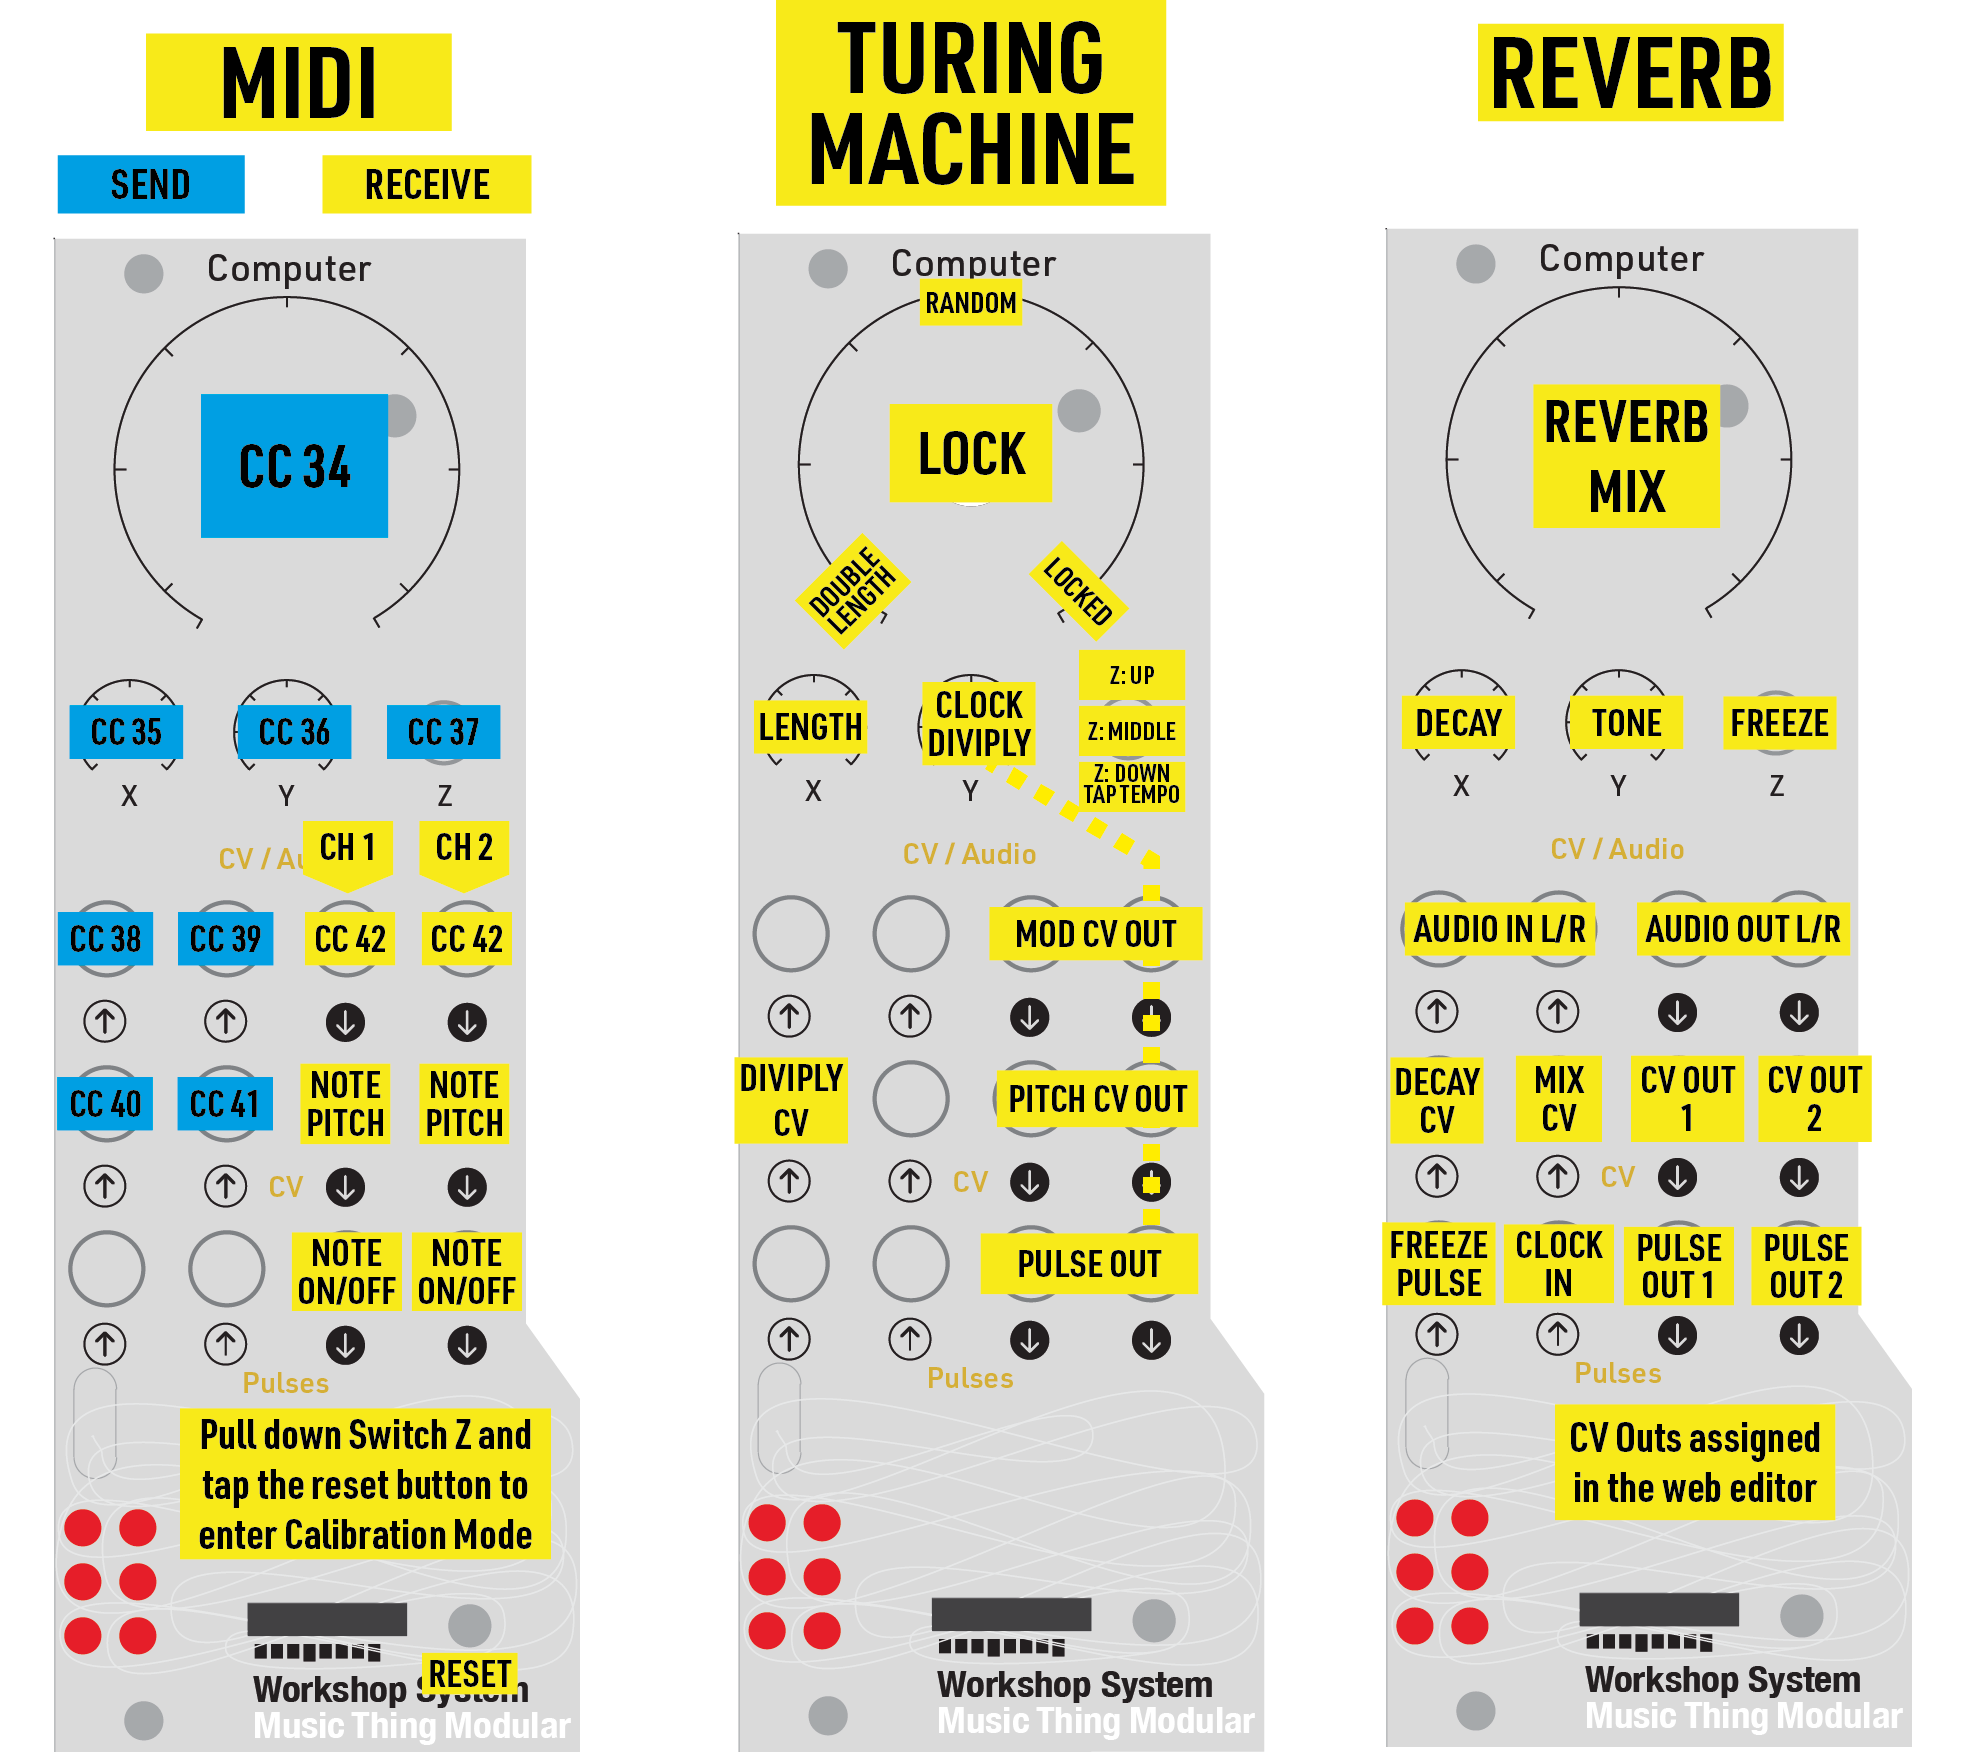 MIDI
SEND
RECEIVE
Computer
CC 34
CC 35
CC 36
CC 37
X
Y
Z
CV / Au
CH 1
CH 2
CC 38
CC 39
CC 42
CC 42
CC 40
CC 41
NOTE
PITCH
NOTE
PITCH
CV
NOTE
ON/OFF
NOTE
ON/OFF
Pulses
Pull down Switch Z and
tap the reset button to
enter Calibration Mode
RESET
Workshop System
Music Thing Modular
TURING
MACHINE
Computer
RANDOM
LOCK
DOUBLE
LENGTH
LOCKED
LENGTH
CLOCK
DIVIPLY
Z: UP
Z: MIDDLE
Z: DOWN
TAP TEMPO
X
Y
CV / Audio
MOD CV OUT
DIVIPLY
CV
PITCH CV OUT
CV
PULSE OUT
Pulses
Workshop System
Music Thing Modular
REVERB
Computer
REVERB
MIX
DECAY
TONE
FREEZE
X
Y
Z
CV / Audio
AUDIO IN L/R
AUDIO OUT L/R
DECAY
CV
MIX
CV
CV OUT
1
CV OUT
2
CV
FREEZE
PULSE
CLOCK
IN
PULSE
OUT 1
PULSE
OUT 2
Pulses
CV Outs assigned
in the web editor
Workshop System
Music Thing Modular